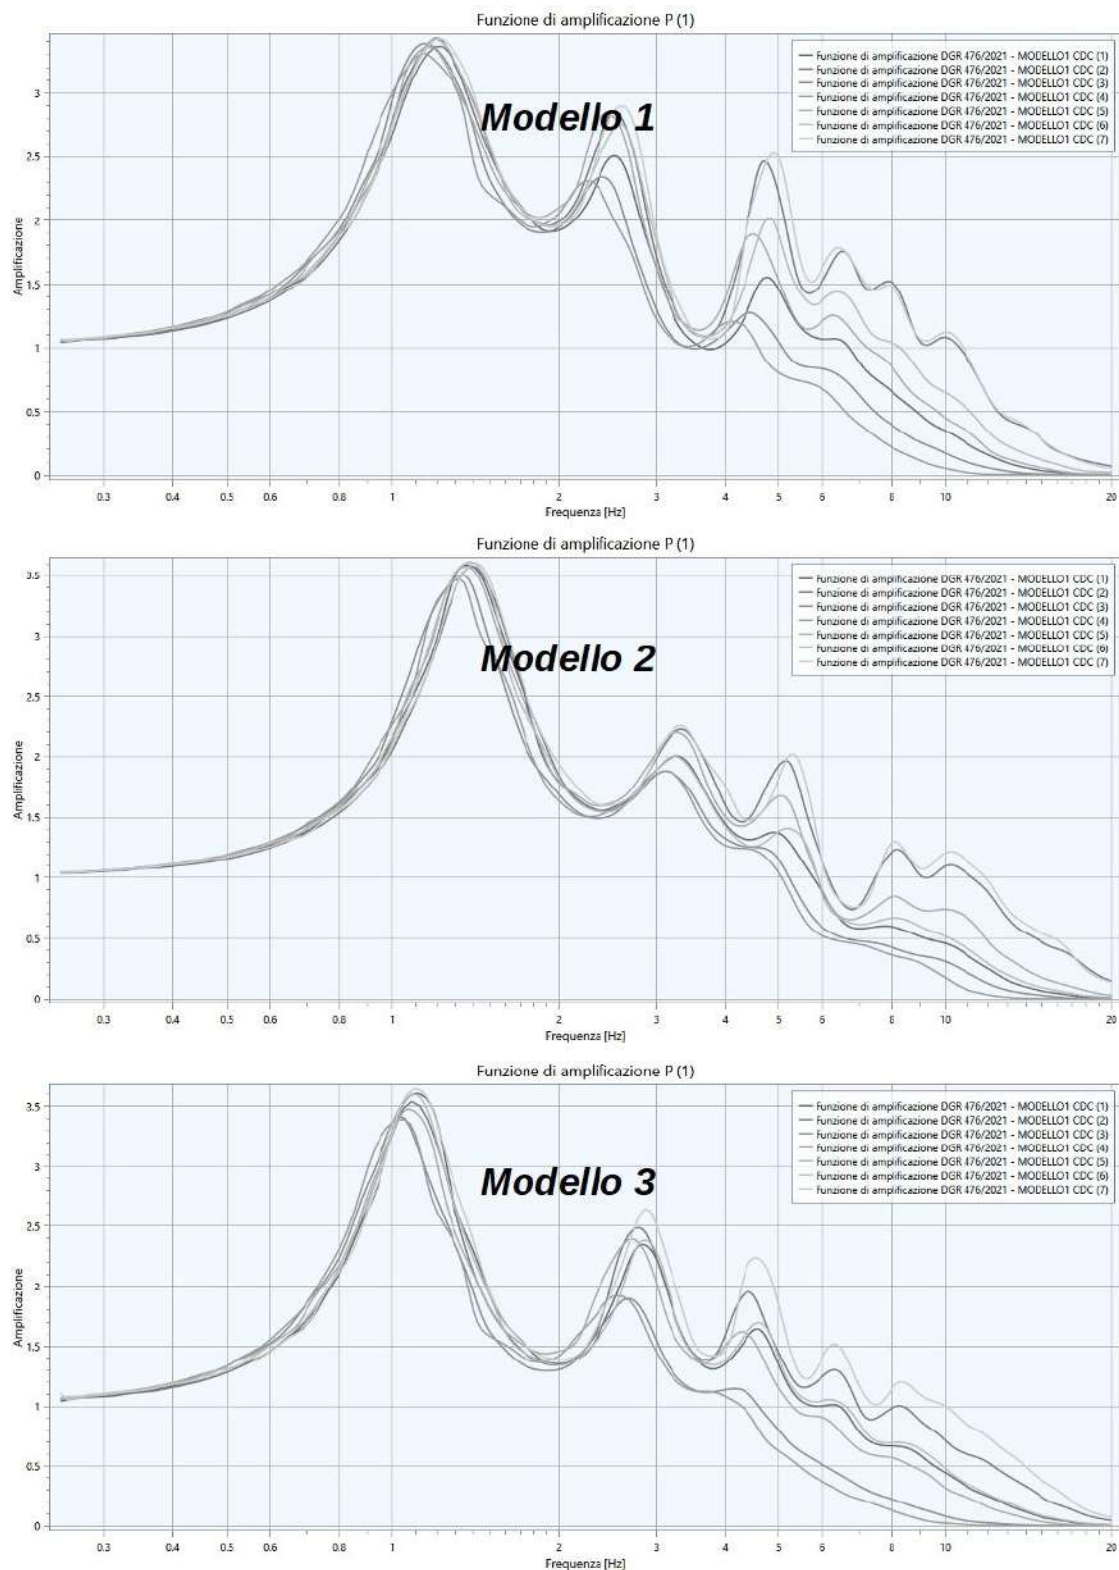 Funzione di amplificazione P (1)
Modello 1
Funzione di amplificazione DGR 476/2021 - MODELLO1 CDC (1)
Funzione di amplificazione DGR 476/2021 - MODELLO1 CDC (2)
Funzione di amplificazione DGR 476/2021 - MODELLO1 CDC (3)
Funzione di amplificazione DGR 476/2021 - MODELLO1 CDC (4)
Funzione di amplificazione DGR 476/2021 - MODELLO1 CDC (5)
Funzione di amplificazione DGR 476/2021 - MODELLO1 CDC (6)
Funzione di amplificazione DGR 476/2021 - MODELLO1 CDC (7)
Amplificazione
3
2.5
2
1.5
1
0.5
0
0.3 0.4 0.5 0.6 0.8 1 2 3 4 5 6 8 10 20
Frequenza [Hz]
Funzione di amplificazione P (1)
Modello 2
Funzione di amplificazione DGR 476/2021 - MODELLO1 CDC (1)
Funzione di amplificazione DGR 476/2021 - MODELLO1 CDC (2)
Funzione di amplificazione DGR 476/2021 - MODELLO1 CDC (3)
Funzione di amplificazione DGR 476/2021 - MODELLO1 CDC (4)
Funzione di amplificazione DGR 476/2021 - MODELLO1 CDC (5)
Funzione di amplificazione DGR 476/2021 - MODELLO1 CDC (6)
Funzione di amplificazione DGR 476/2021 - MODELLO1 CDC (7)
Amplificazione
3.5
3
2.5
2
1.5
1
0.5
0
0.3 0.4 0.5 0.6 0.8 1 2 3 4 5 6 8 10 20
Frequenza [Hz]
Funzione di amplificazione P (1)
Modello 3
Funzione di amplificazione DGR 476/2021 - MODELLO1 CDC (1)
Funzione di amplificazione DGR 476/2021 - MODELLO1 CDC (2)
Funzione di amplificazione DGR 476/2021 - MODELLO1 CDC (3)
Funzione di amplificazione DGR 476/2021 - MODELLO1 CDC (4)
Funzione di amplificazione DGR 476/2021 - MODELLO1 CDC (5)
Funzione di amplificazione DGR 476/2021 - MODELLO1 CDC (6)
Funzione di amplificazione DGR 476/2021 - MODELLO1 CDC (7)
Amplificazione
3.5
3
2.5
2
1.5
1
0.5
0
0.3 0.4 0.5 0.6 0.8 1 2 3 4 5 6 8 10 20
Frequenza [Hz]